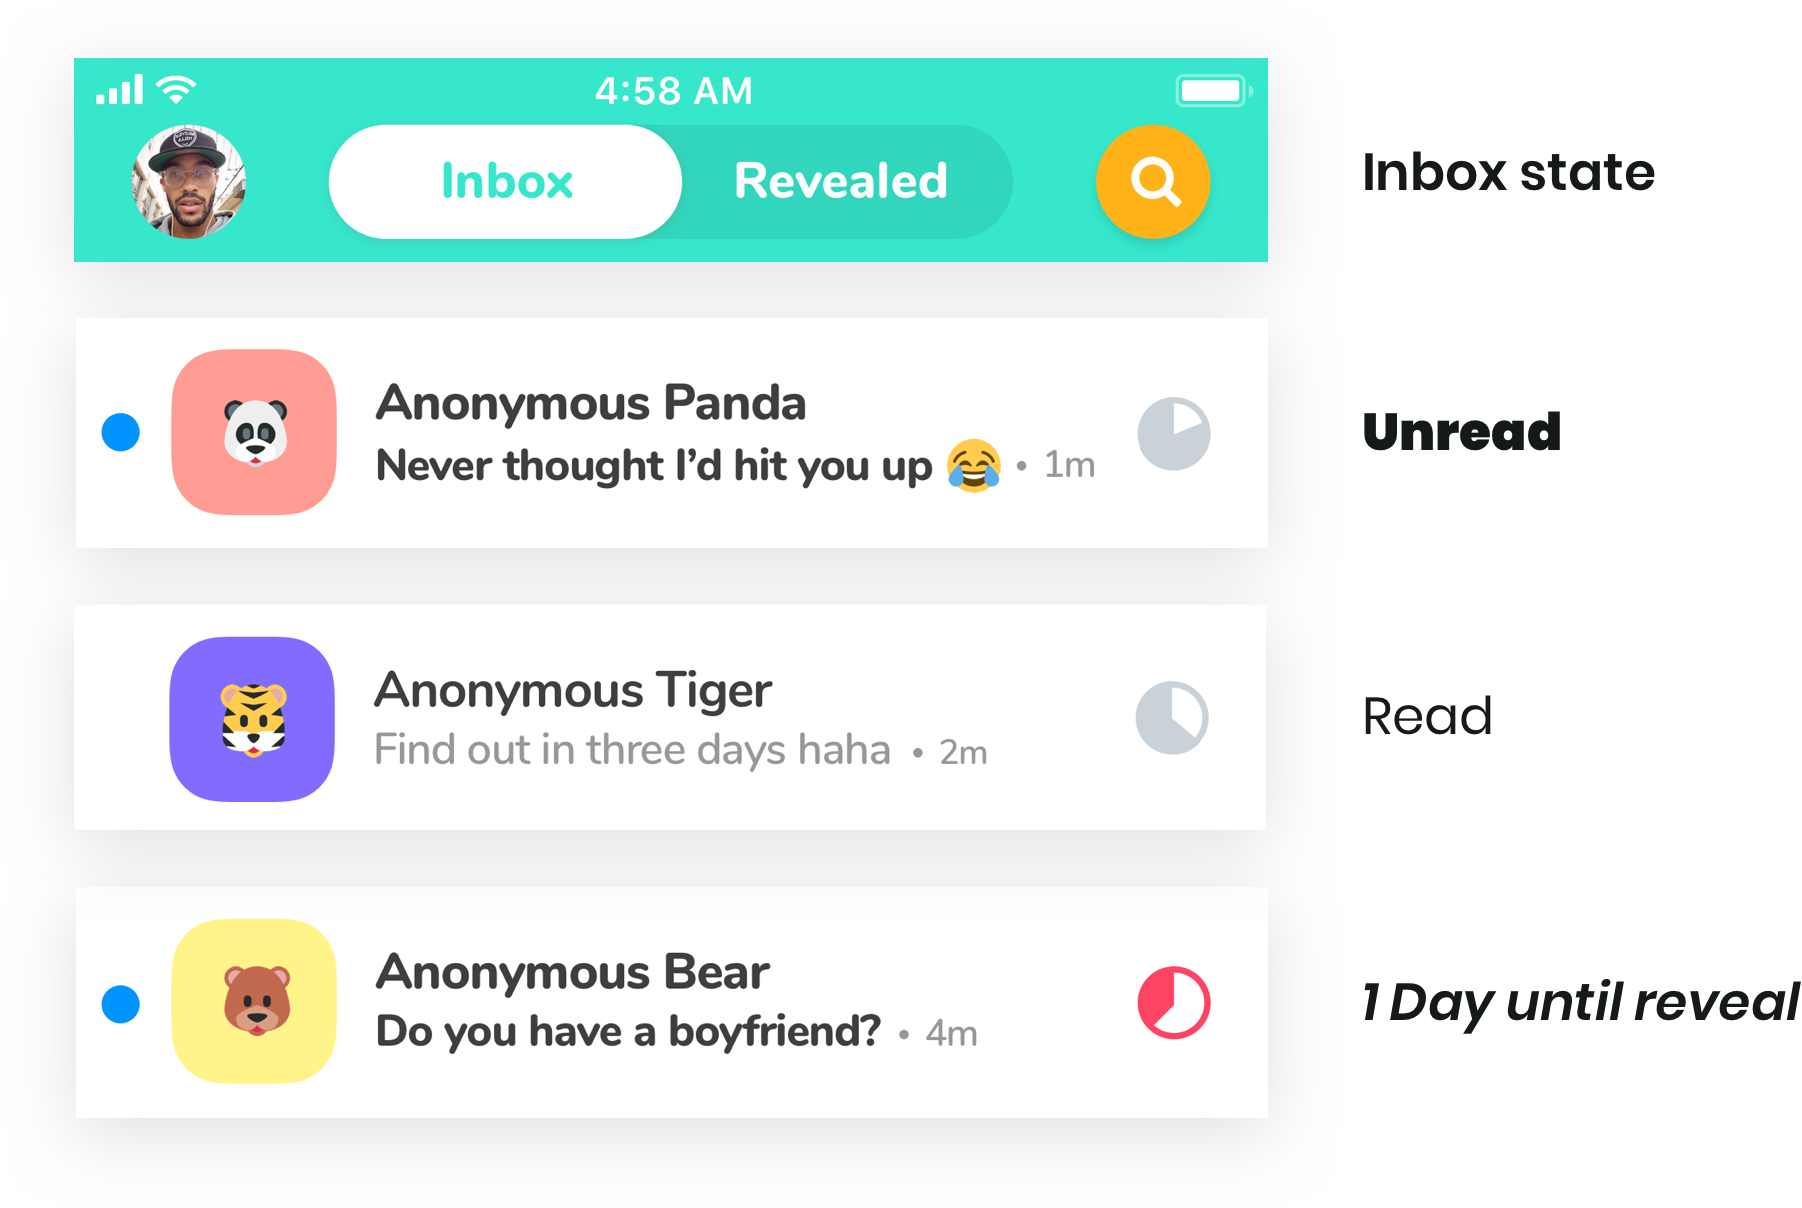 4:58 AM
Inbox
Revealed
Inbox state
Anonymous Panda
Never thought I’d hit you up 😂 • 1m
Unread
Anonymous Tiger
Find out in three days haha • 2m
Read
Anonymous Bear
Do you have a boyfriend? • 4m
1 Day until reveal